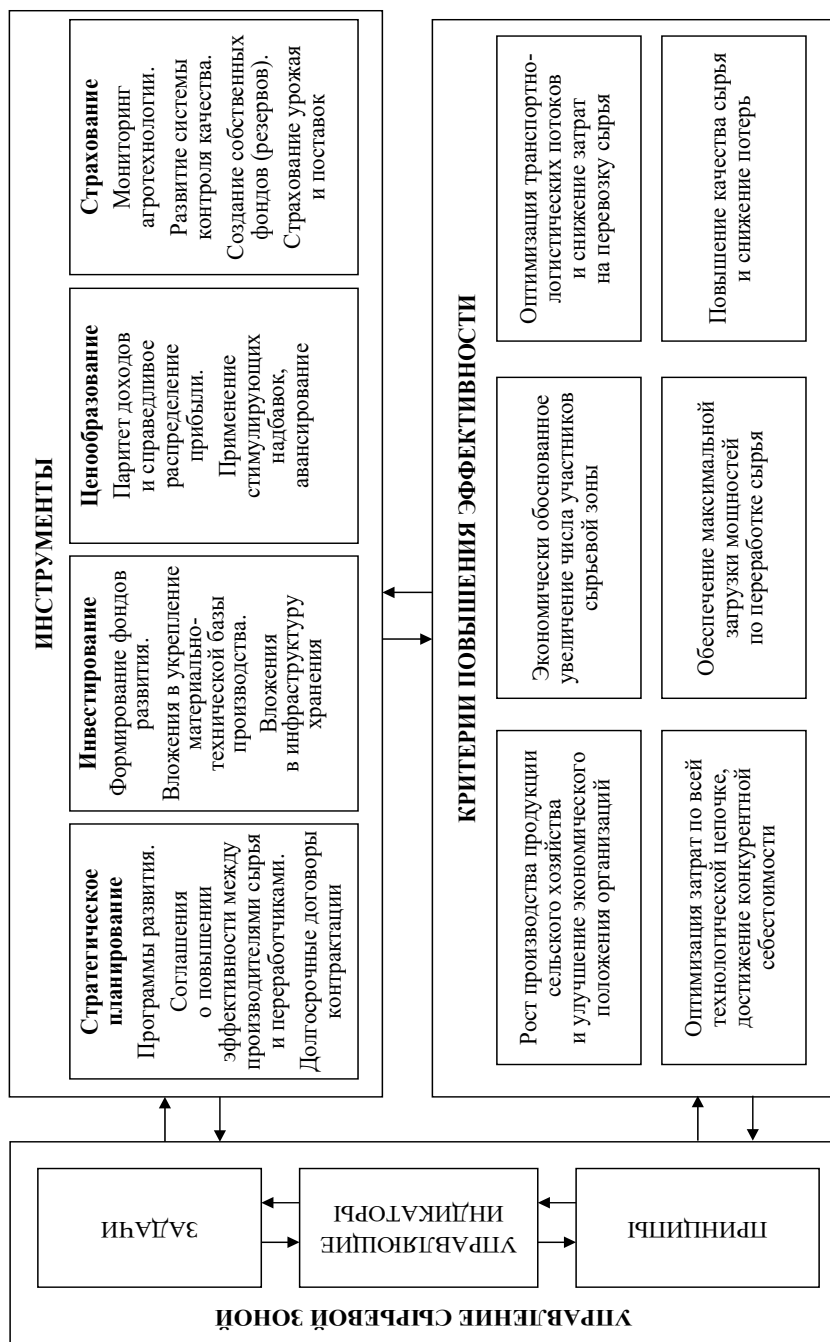 УПРАВЛЕНИЕ СЫРЬЕВОЙ ЗОНОЙ
ЗАДАЧИ
УПРАВЛЯЮЩИЕ
ИНДИКАТОРЫ
ПРИНЦИПЫ
ИНСТРУМЕНТЫ
Стратегическое
планирование
Программы развития.
Соглашения
о повышении
эффективности между
производителями сырья
и переработчиками.
Долгосрочные договоры
контрактации
Инвестирование
Формирование фондов
развития.
Вложения в укрепление
материально-
технической базы
производства.
Вложения
в инфраструктуру
хранения
Ценообразование
Паритет доходов
и справедливое
распределение
прибыли.
Применение
стимулирующих
надбавок,
авансирование
Страхование
Мониторинг
агротехнологии.
Развитие системы
контроля качества.
Создание собственных
фондов (резервов).
Страхование урожая
и поставок
КРИТЕРИИ ПОВЫШЕНИЯ ЭФФЕКТИВНОСТИ
Рост производства продукции
сельского хозяйства
и улучшение экономического
положения организаций
Экономически обоснованное
увеличение числа участников
сырьевой зоны
Оптимизация транспортно-
логистических потоков
и снижение затрат
на перевозку сырья
Оптимизация затрат по всей
технологической цепочке,
достижение конкурентной
себестоимости
Обеспечение максимальной
загрузки мощностей
по переработке сырья
Повышение качества сырья
и снижение потерь